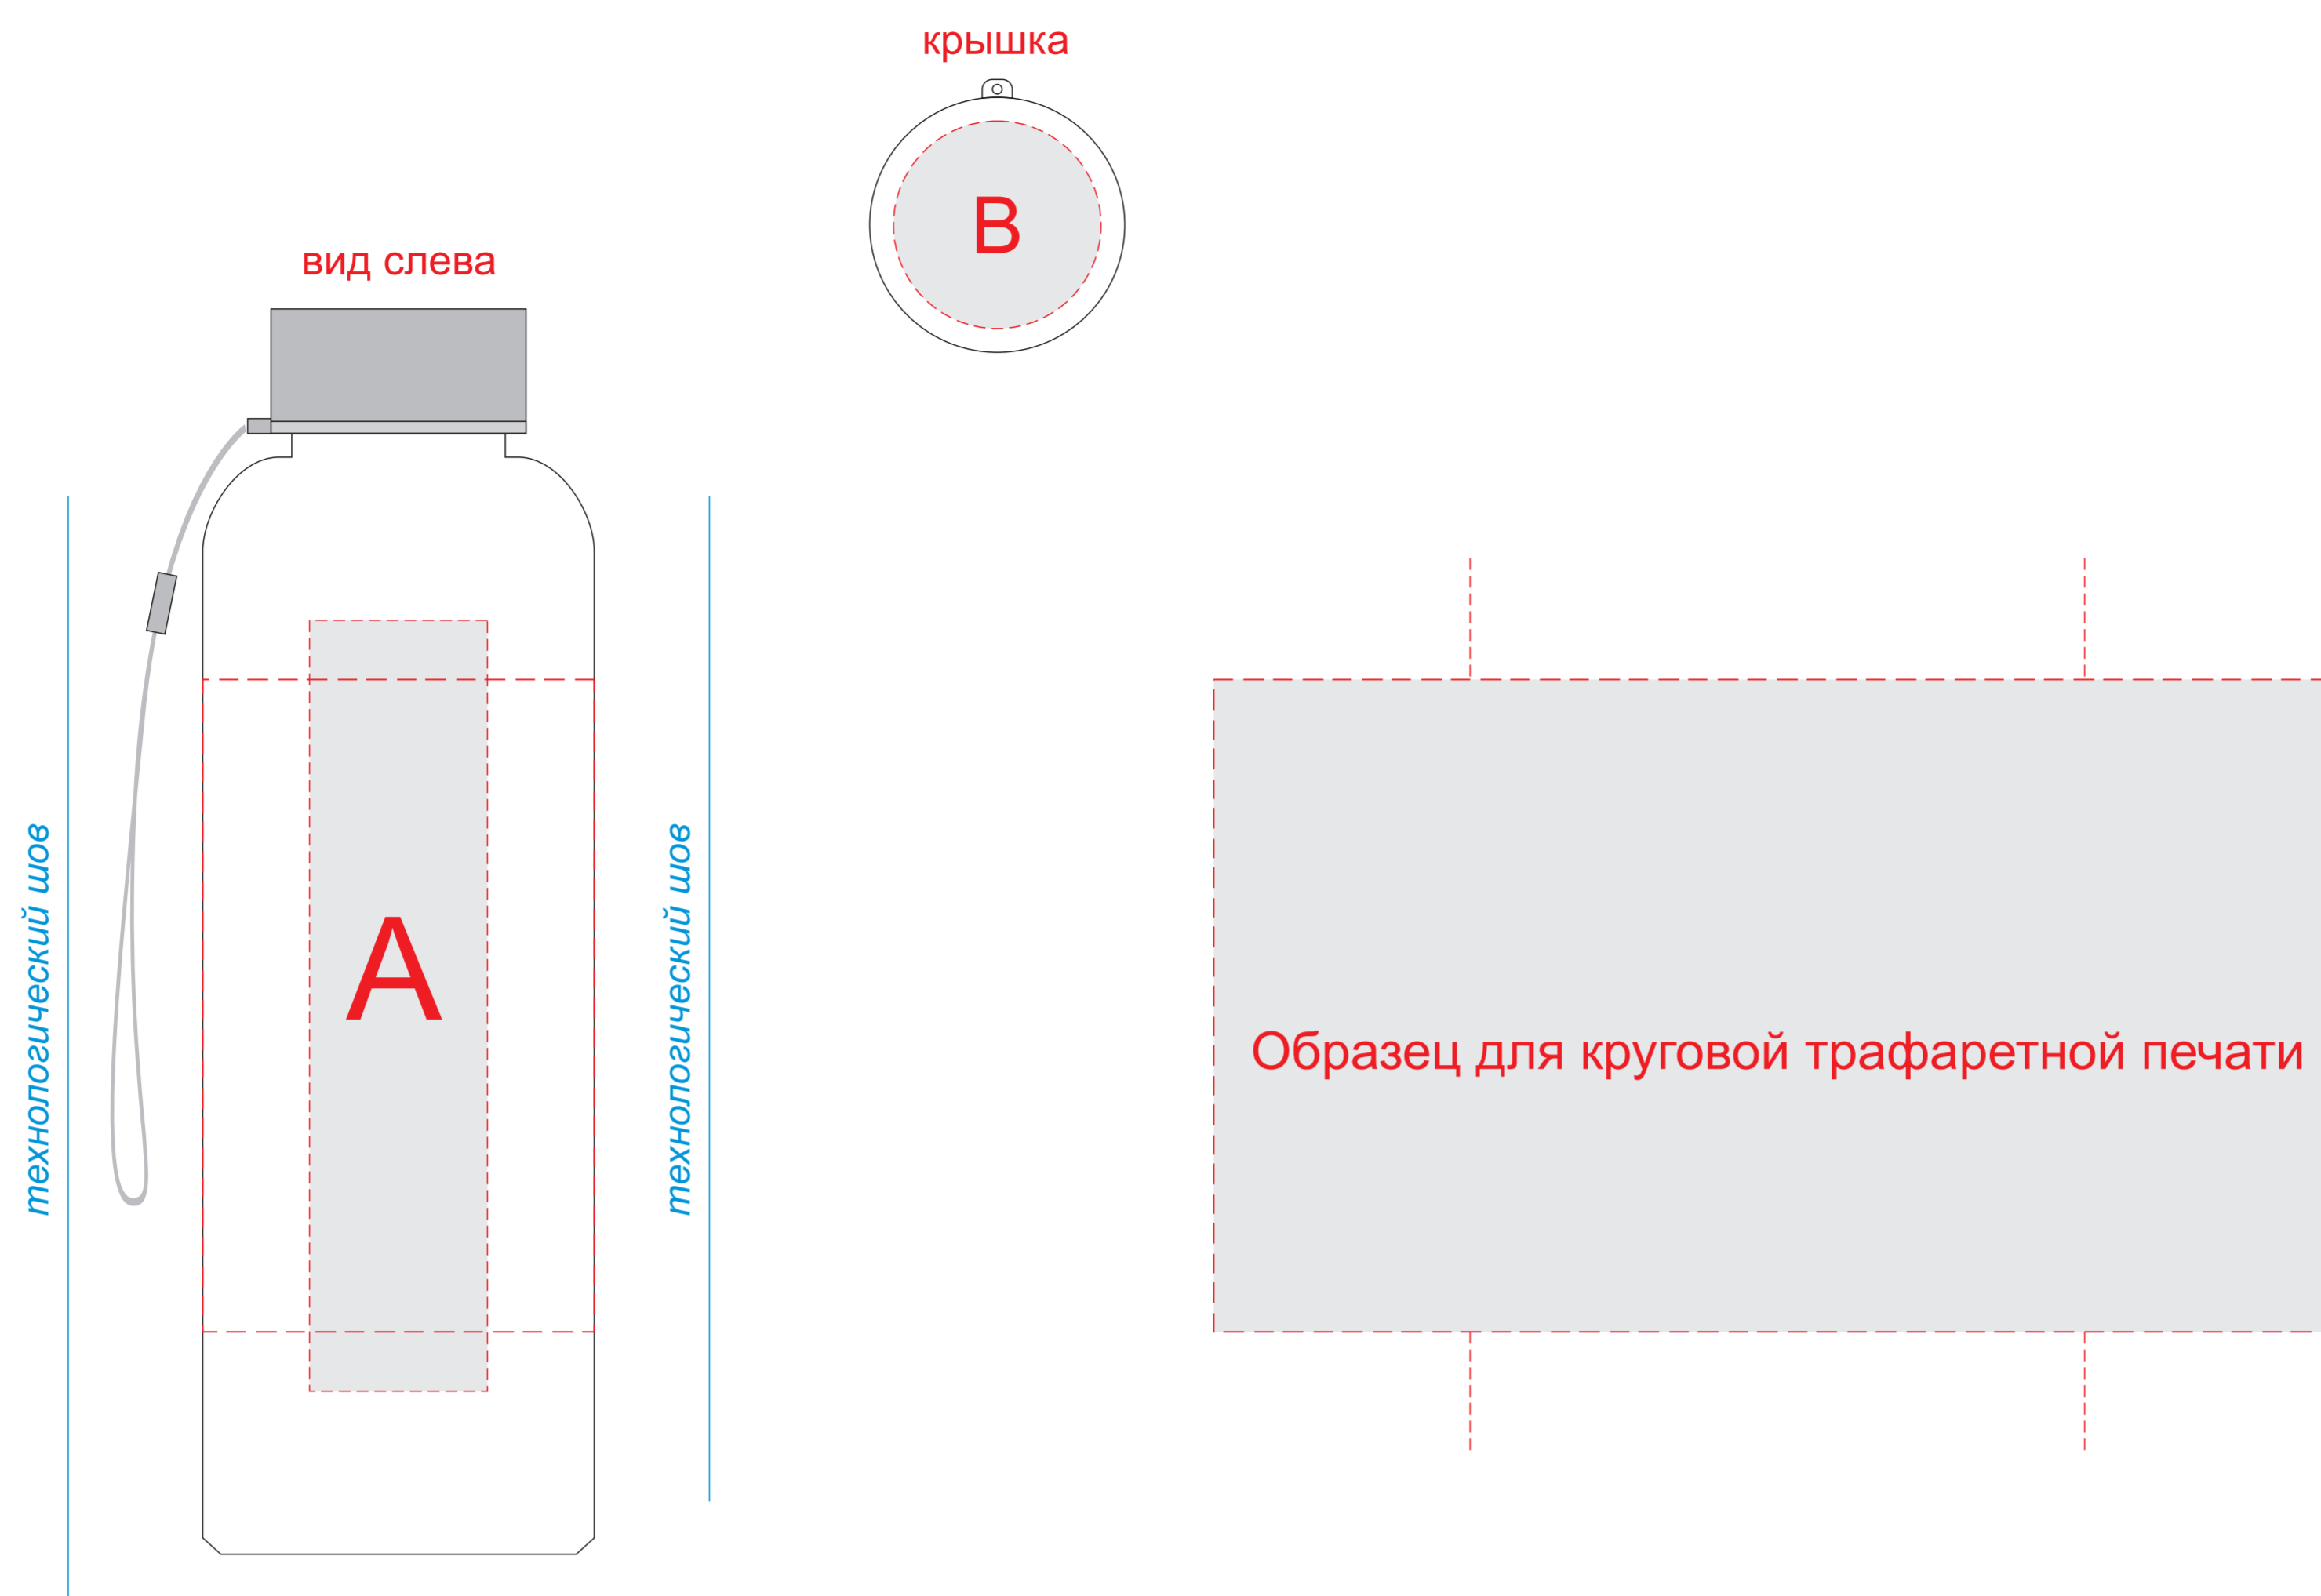 крышка
B
вид слева
технологический шов
A
технологический шов
Образец для круговой трафаретной печати